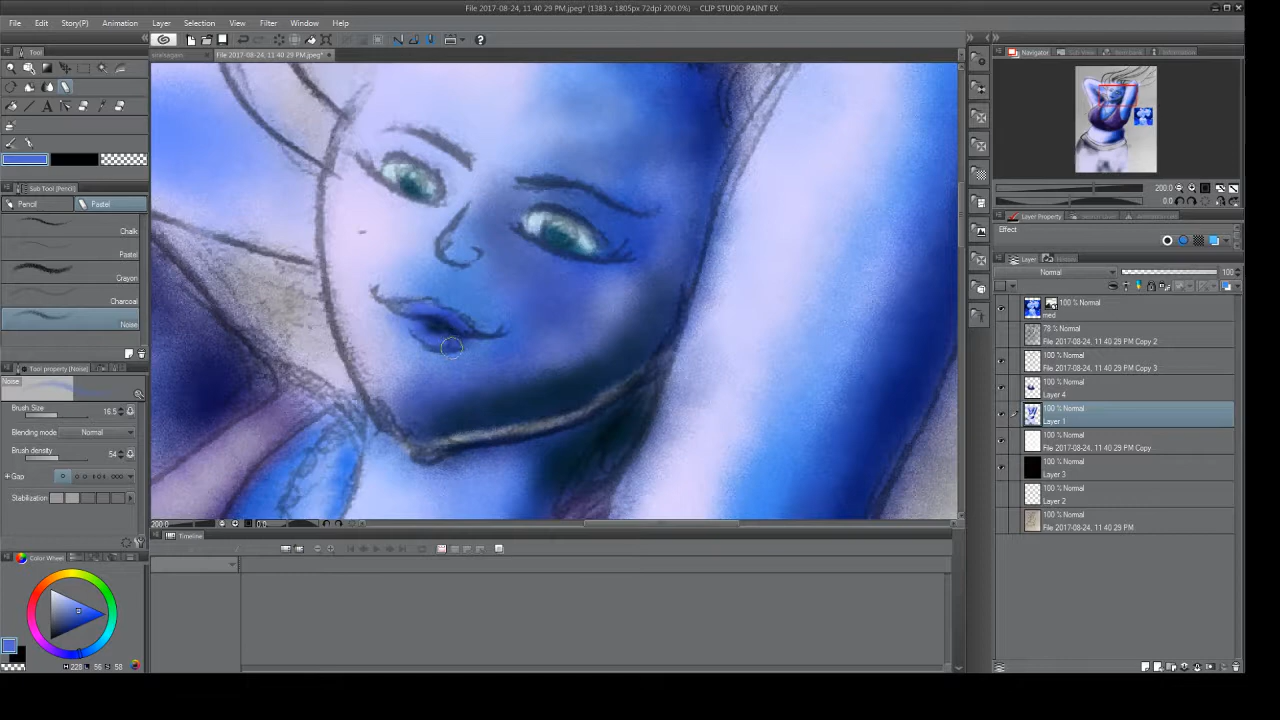 File 2017-08-24, 11 40 29 PM.jpeg* (1383 x 1805px 72dpi 200.0%) - CLIP STUDIO PAINT EX
File Edit Story(P) Animation Layer Selection View Filter Window Help
File 2017-08-24, 11 40 29 PM.jpeg*
Tool
Sub Tool [Pencil]
Pencil Pastel
Chalk
Pastel
Crayon
Charcoal
Noise
Tool property [Noise]
Noise
Brush Size 16.5
Blending mode Normal
Brush density 54
Gap
Stabilization
Color Wheel
H 228 L 56 S 58
200.0 0.0
Timeline
Navigator
200.0
0.0
Layer Property
Effect
Layer
Normal 100
100 % Normal
med
78 % Normal
File 2017-08-24, 11 40 29 PM Copy 2
100 % Normal
File 2017-08-24, 11 40 29 PM Copy 3
100 % Normal
Layer 4
100 % Normal
Layer 1
100 % Normal
File 2017-08-24, 11 40 29 PM Copy
100 % Normal
Layer 3
100 % Normal
Layer 2
100 % Normal
File 2017-08-24, 11 40 29 PM